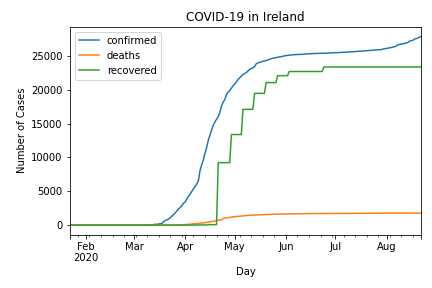 COVID-19 in Ireland
confirmed
deaths
recovered
Number of Cases
25000
20000
15000
10000
5000
0
Feb Mar Apr May Jun Jul Aug
2020
Day